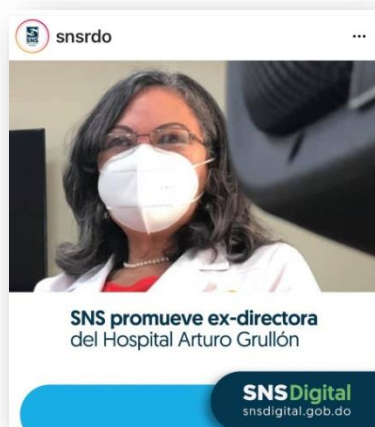 SNS
snsrdo
...
SNS promueve ex-directora
del Hospital Arturo Grullón
SNSDigital
snsdigital.gob.do